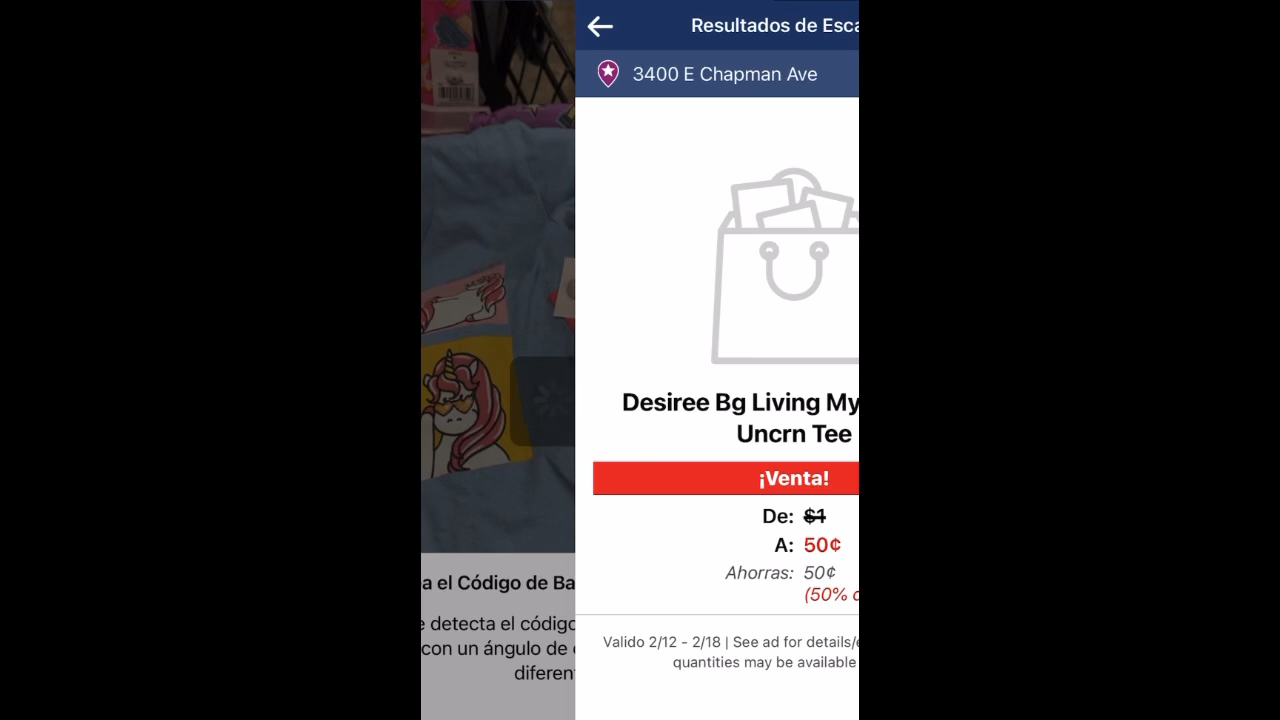 Resultados de Esca
3400 E Chapman Ave
Desiree Bg Living My
Uncrn Tee
¡Venta!
De: $1
A: 50¢
Ahorras: 50¢
(50% o
Valido 2/12 - 2/18 | See ad for details/e
quantities may be available
a el Código de Ba
e detecta el código
con un ángulo de
diferent